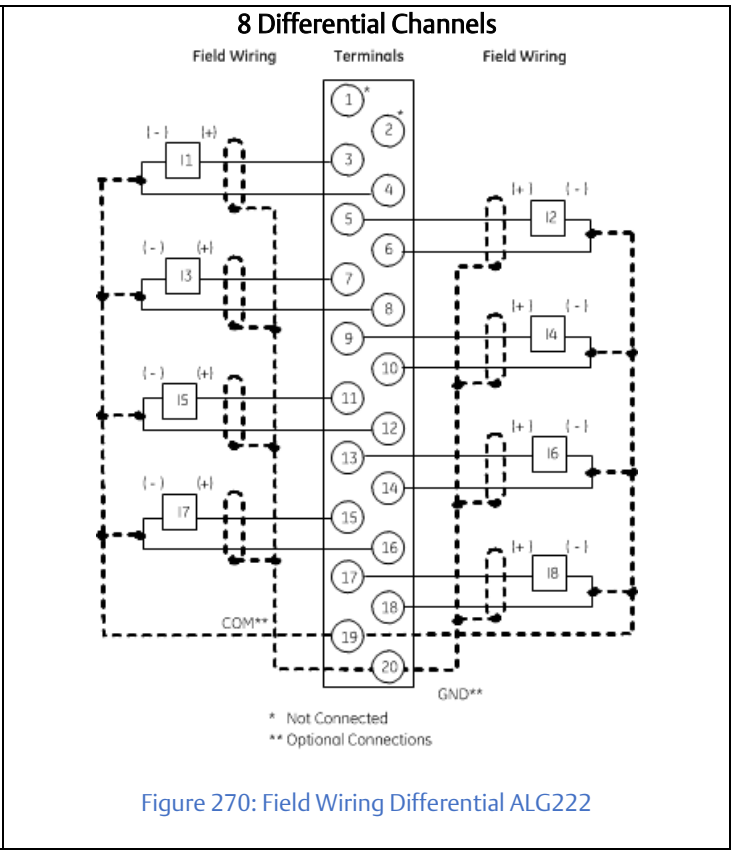 8 Differential Channels
Field Wiring Terminals Field Wiring
1 *
2 *
(-) (+)
I1
3
4
(+) (-)
I2
5
6
(-) (+)
I3
7
8
(+) (-)
I4
9
10
(-) (+)
I5
11
12
(+) (-)
I6
13
14
(-) (+)
I7
15
16
(+) (-)
I8
17
18
COM**
19
20
GND**
* Not Connected
** Optional Connections
Figure 270: Field Wiring Differential ALG222